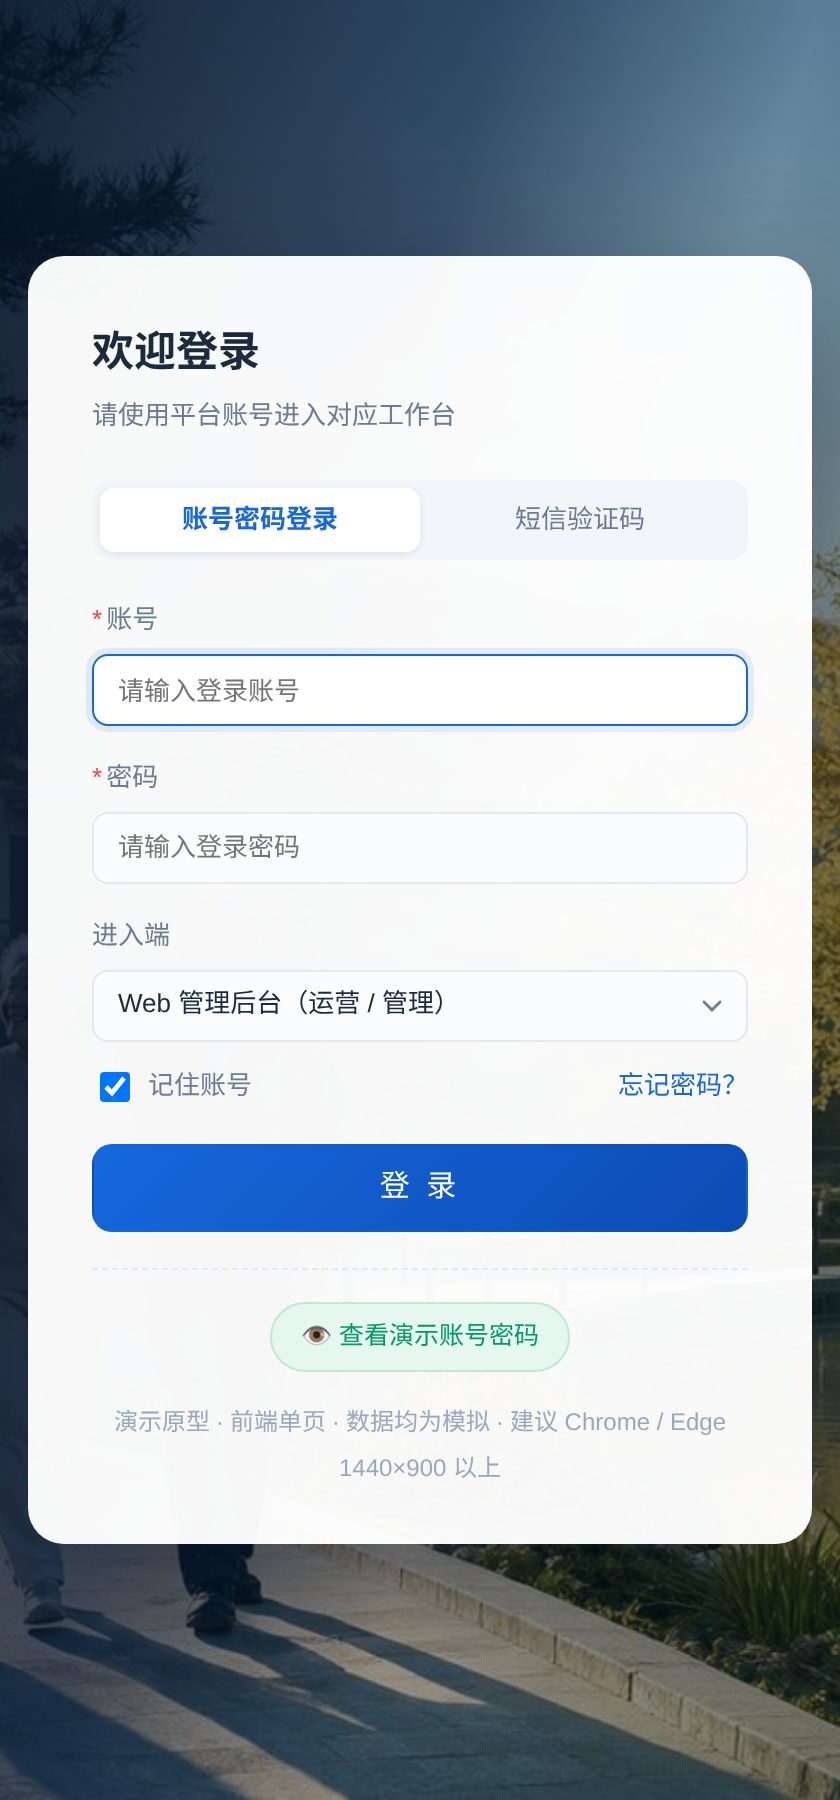 欢迎登录
请使用平台账号进入对应工作台
账号密码登录
短信验证码
*账号
请输入登录账号
*密码
请输入登录密码
进入端
Web 管理后台（运营 / 管理）
记住账号
忘记密码？
登 录
查看演示账号密码
演示原型 · 前端单页 · 数据均为模拟 · 建议 Chrome / Edge
1440×900 以上